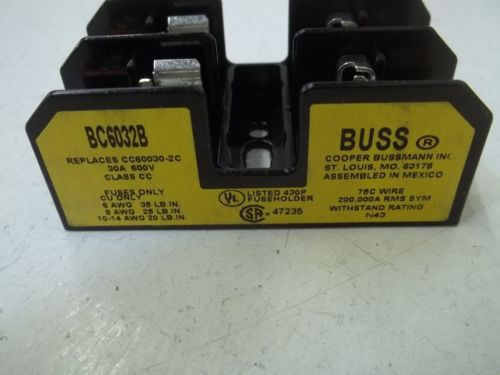 BC6032B
REPLACES CC60030-2C
30A 600V
CLASS CC
FUSES ONLY
CU ONLY
6 AWG 35 LB.IN.
8 AWG 25 LB.IN.
10-14 AWG 20 LB.IN.
UL LISTED 430P
FUSEHOLDER
SA 47235
BUSS ®
COOPER BUSSMANN INC
ST. LOUIS, MO. 63178
ASSEMBLED IN MEXICO
75C WIRE
200,000A RMS SYM
WITHSTAND RATING
N43